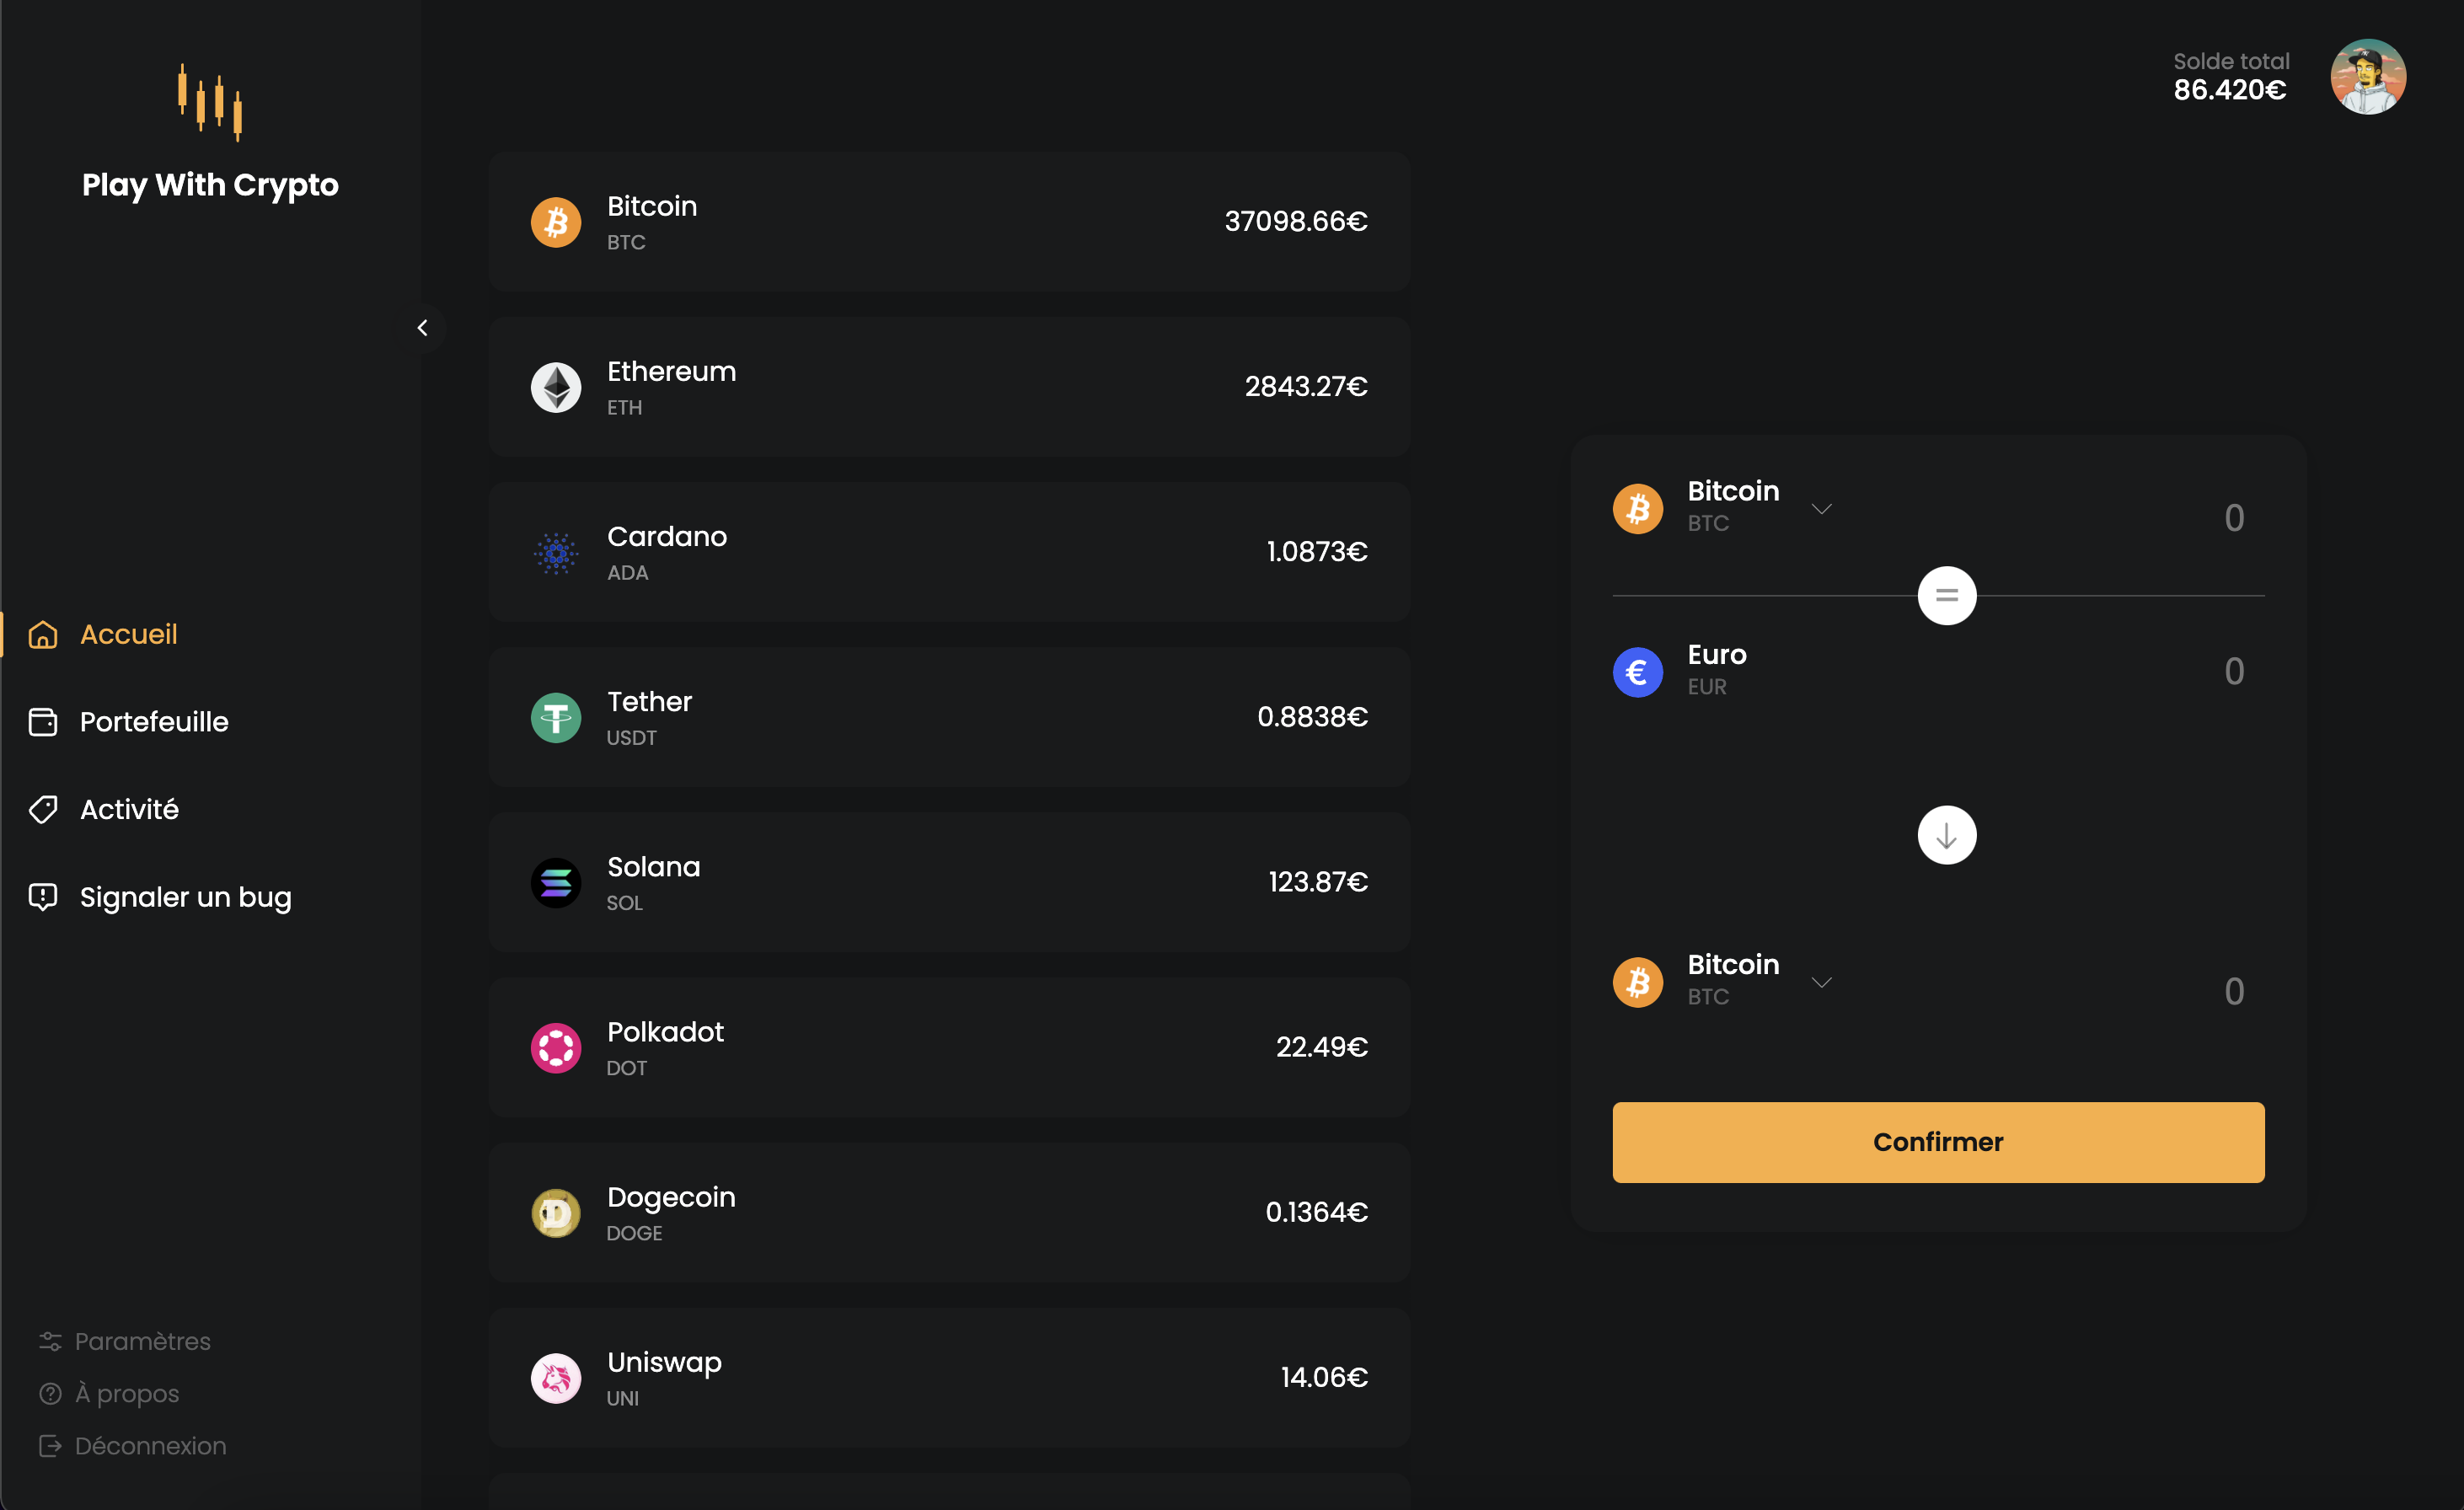 Play With Crypto
Accueil
Portefeuille
Activité
Signaler un bug
Paramètres
À propos
Déconnexion
Solde total
86.420€
Bitcoin
BTC
37098.66€
Ethereum
ETH
2843.27€
Cardano
ADA
1.0873€
Tether
USDT
0.8838€
Solana
SOL
123.87€
Polkadot
DOT
22.49€
Dogecoin
DOGE
0.1364€
Uniswap
UNI
14.06€
Bitcoin
BTC
0
Euro
EUR
0
Bitcoin
BTC
0
Confirmer